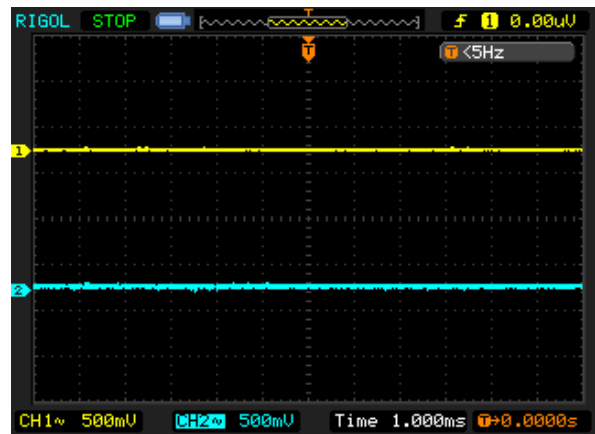 RIGOL STOP T f 1 0.00uV
T T <5Hz
1
2
CH1~ 500mV CH2~ 500mV Time 1.000ms T→0.0000s